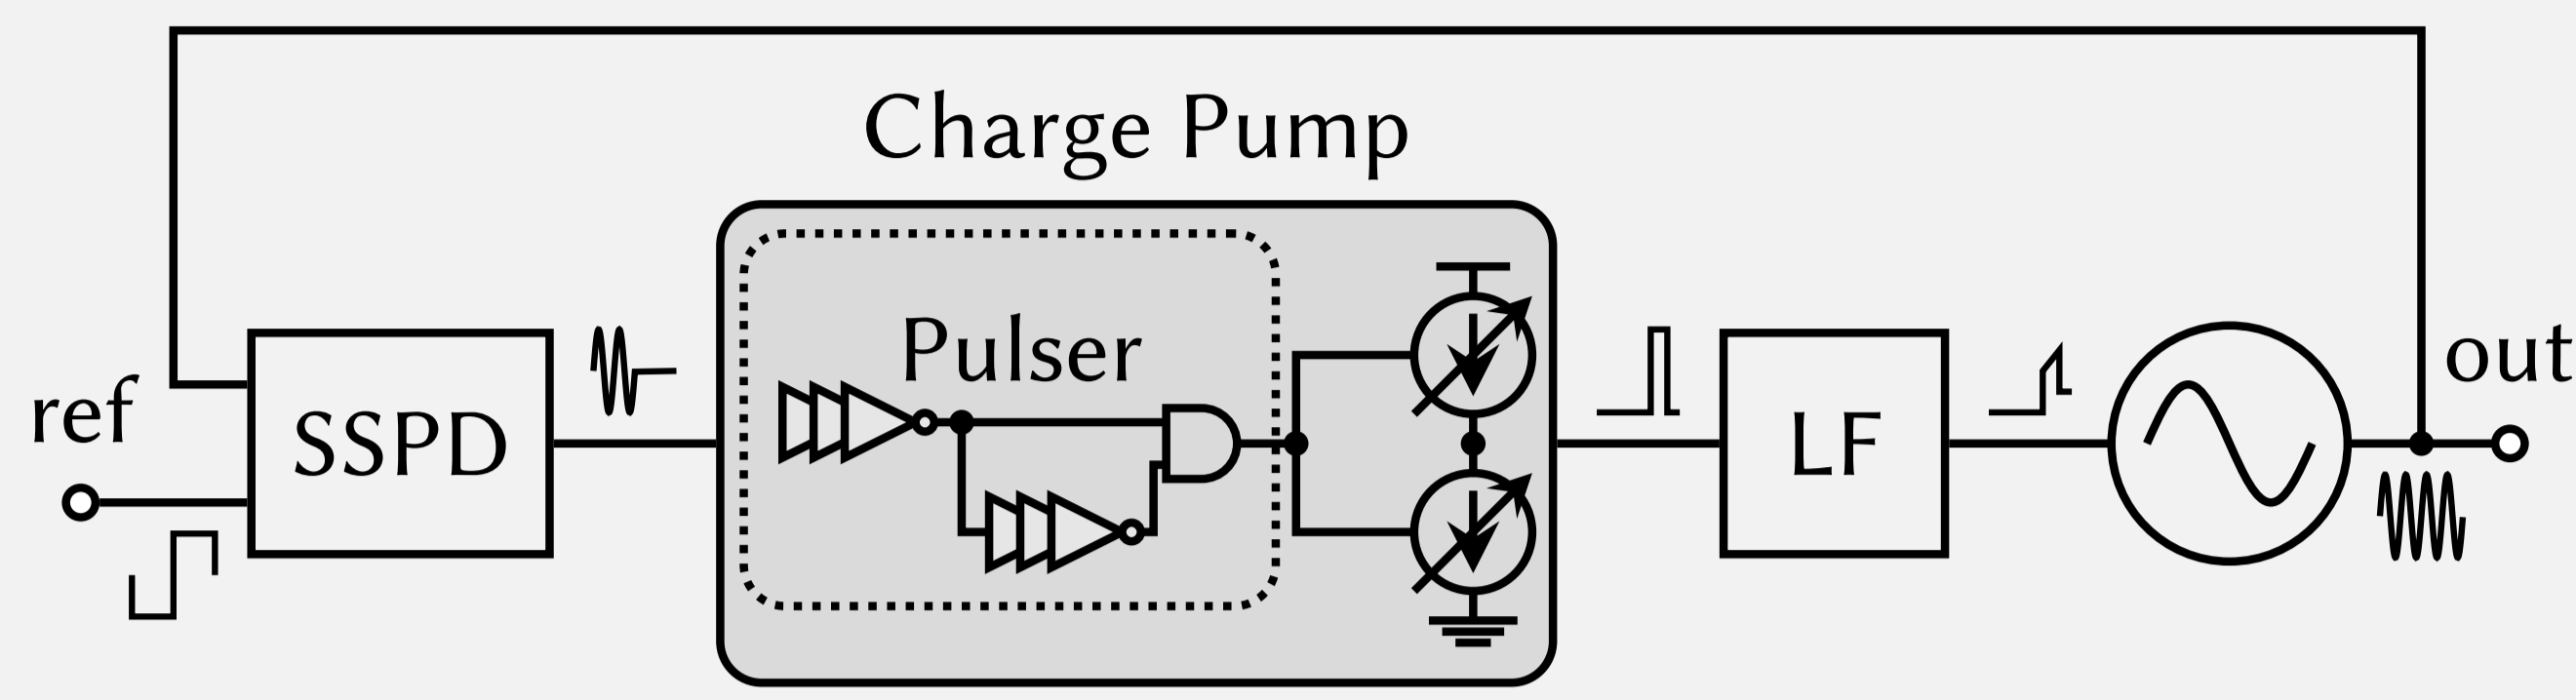 Charge Pump
Pulser
ref
SSPD
LF
out